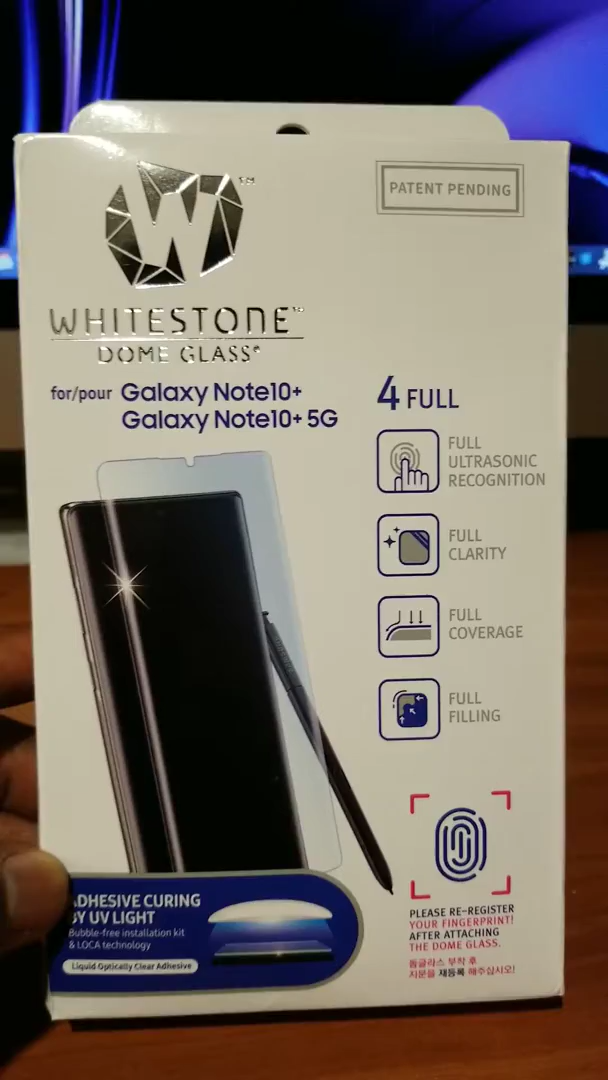 PATENT PENDING
WHITESTONE™
DOME GLASS®
for/pour Galaxy Note10+
Galaxy Note10+ 5G
4 FULL
FULL
ULTRASONIC
RECOGNITION
FULL
CLARITY
FULL
COVERAGE
FULL
FILLING
ADHESIVE CURING
BY UV LIGHT
Bubble-free installation kit
& LOCA technology
Liquid Optically Clear Adhesive
PLEASE RE-REGISTER
YOUR FINGERPRINT!
AFTER ATTACHING
THE DOME GLASS.
돔글라스 부착 후
지문을 재등록 해주십시오!